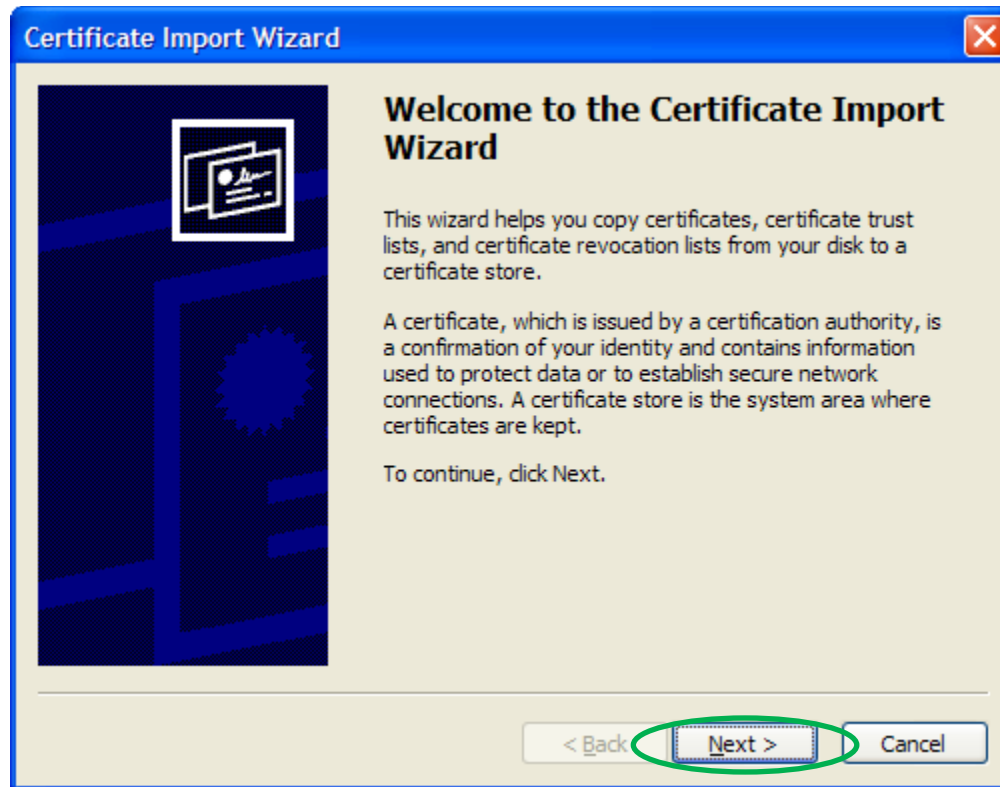 Certificate Import Wizard
Welcome to the Certificate Import
Wizard
This wizard helps you copy certificates, certificate trust
lists, and certificate revocation lists from your disk to a
certificate store.
A certificate, which is issued by a certification authority, is
a confirmation of your identity and contains information
used to protect data or to establish secure network
connections. A certificate store is the system area where
certificates are kept.
To continue, click Next.
< Back Next > Cancel